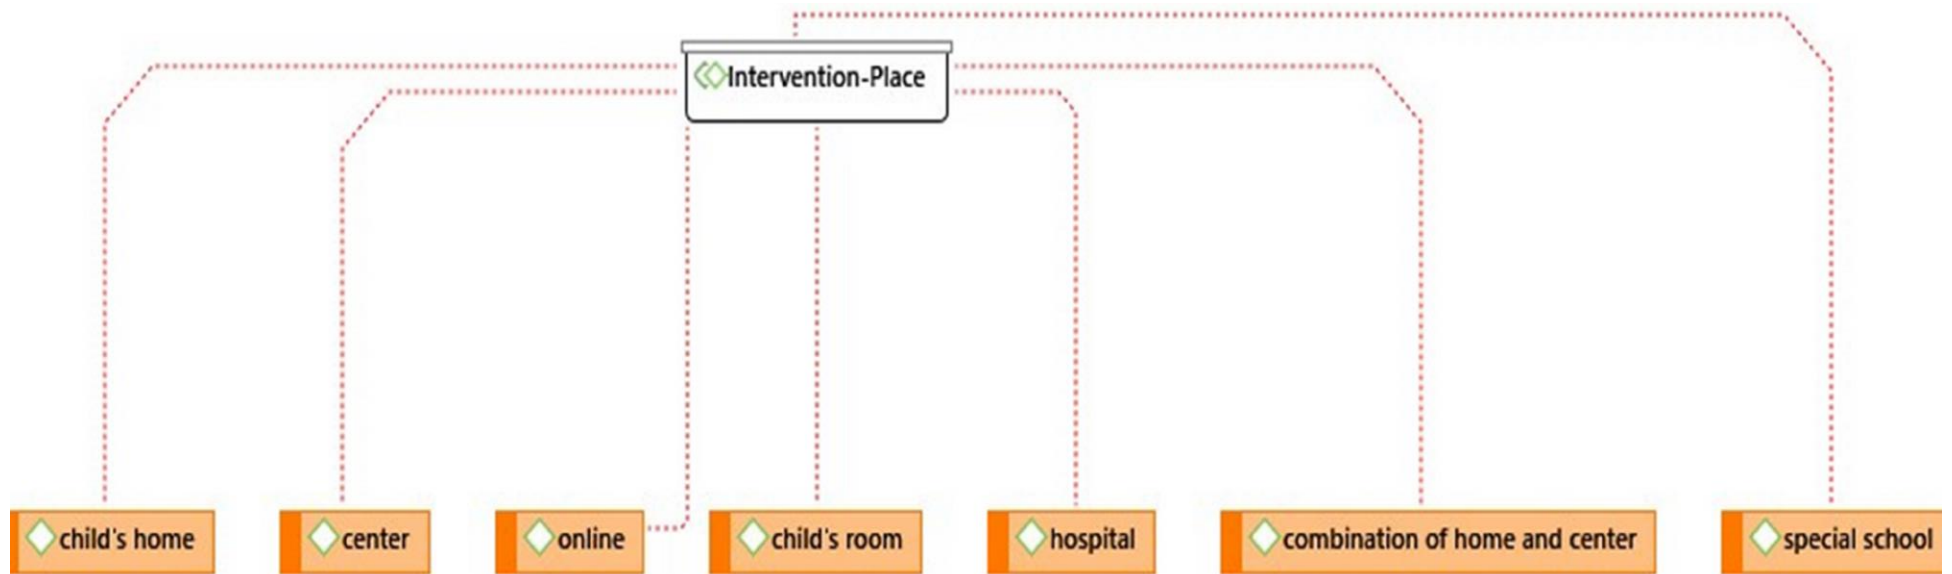 Intervention-Place
child's home
center
online
child's room
hospital
combination of home and center
special school